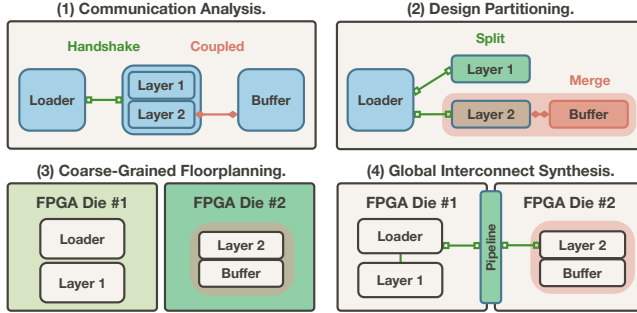 (1) Communication Analysis.
Handshake
Coupled
Loader
Layer 1
Layer 2
Buffer
(2) Design Partitioning.
Split
Layer 1
Merge
Loader
Layer 2
Buffer
(3) Coarse-Grained Floorplanning.
FPGA Die #1
FPGA Die #2
Loader
Layer 1
Layer 2
Buffer
(4) Global Interconnect Synthesis.
FPGA Die #1
FPGA Die #2
Loader
Layer 1
Pipeline
Layer 2
Buffer